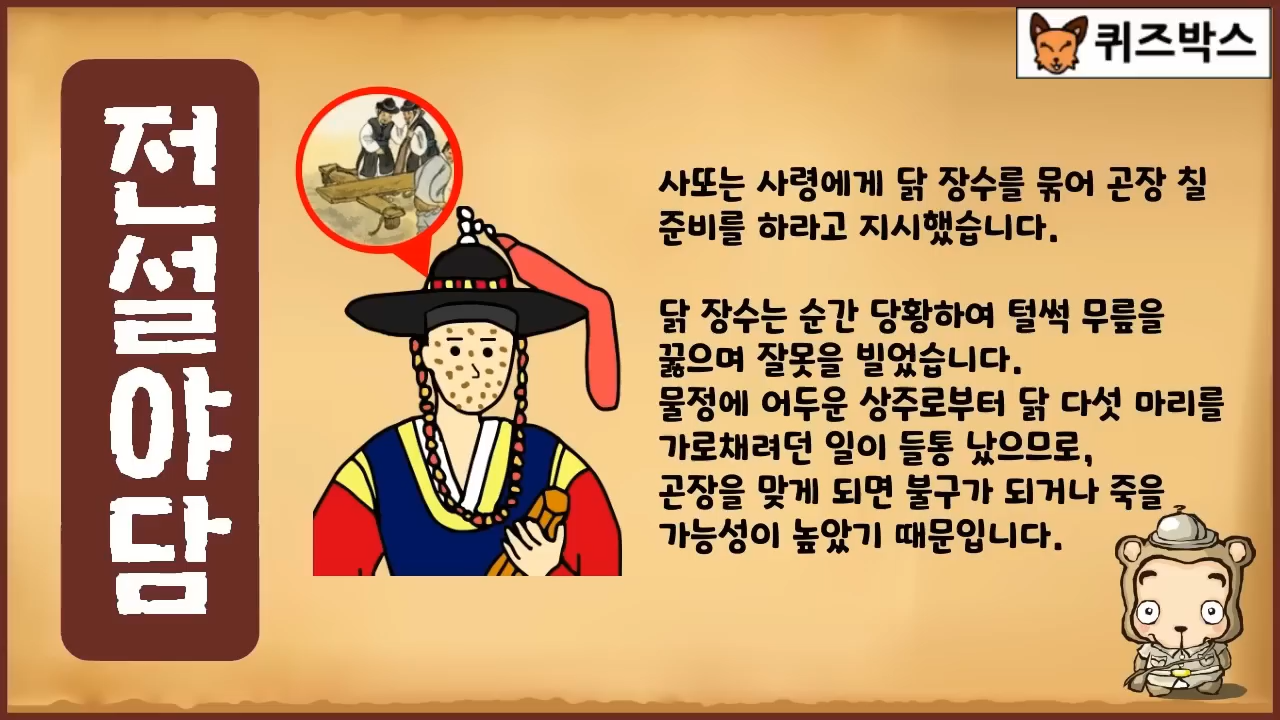 퀴즈박스
전설야담
사또는 사령에게 닭 장수를 묶어 곤장 칠
준비를 하라고 지시했습니다.
닭 장수는 순간 당황하여 털썩 무릎을
꿇으며 잘못을 빌었습니다.
물정에 어두운 상주로부터 닭 다섯 마리를
가로채려던 일이 들통 났으므로,
곤장을 맞게 되면 불구가 되거나 죽을
가능성이 높았기 때문입니다.